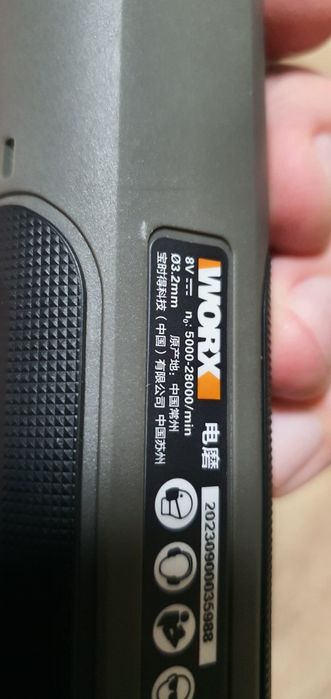 WORX 电磨
8V ⎓ n₀: 5000-28000/min
Ø3.2mm 原产地：中国常州
宝时得科技（中国）有限公司 中国苏州
20230900035988